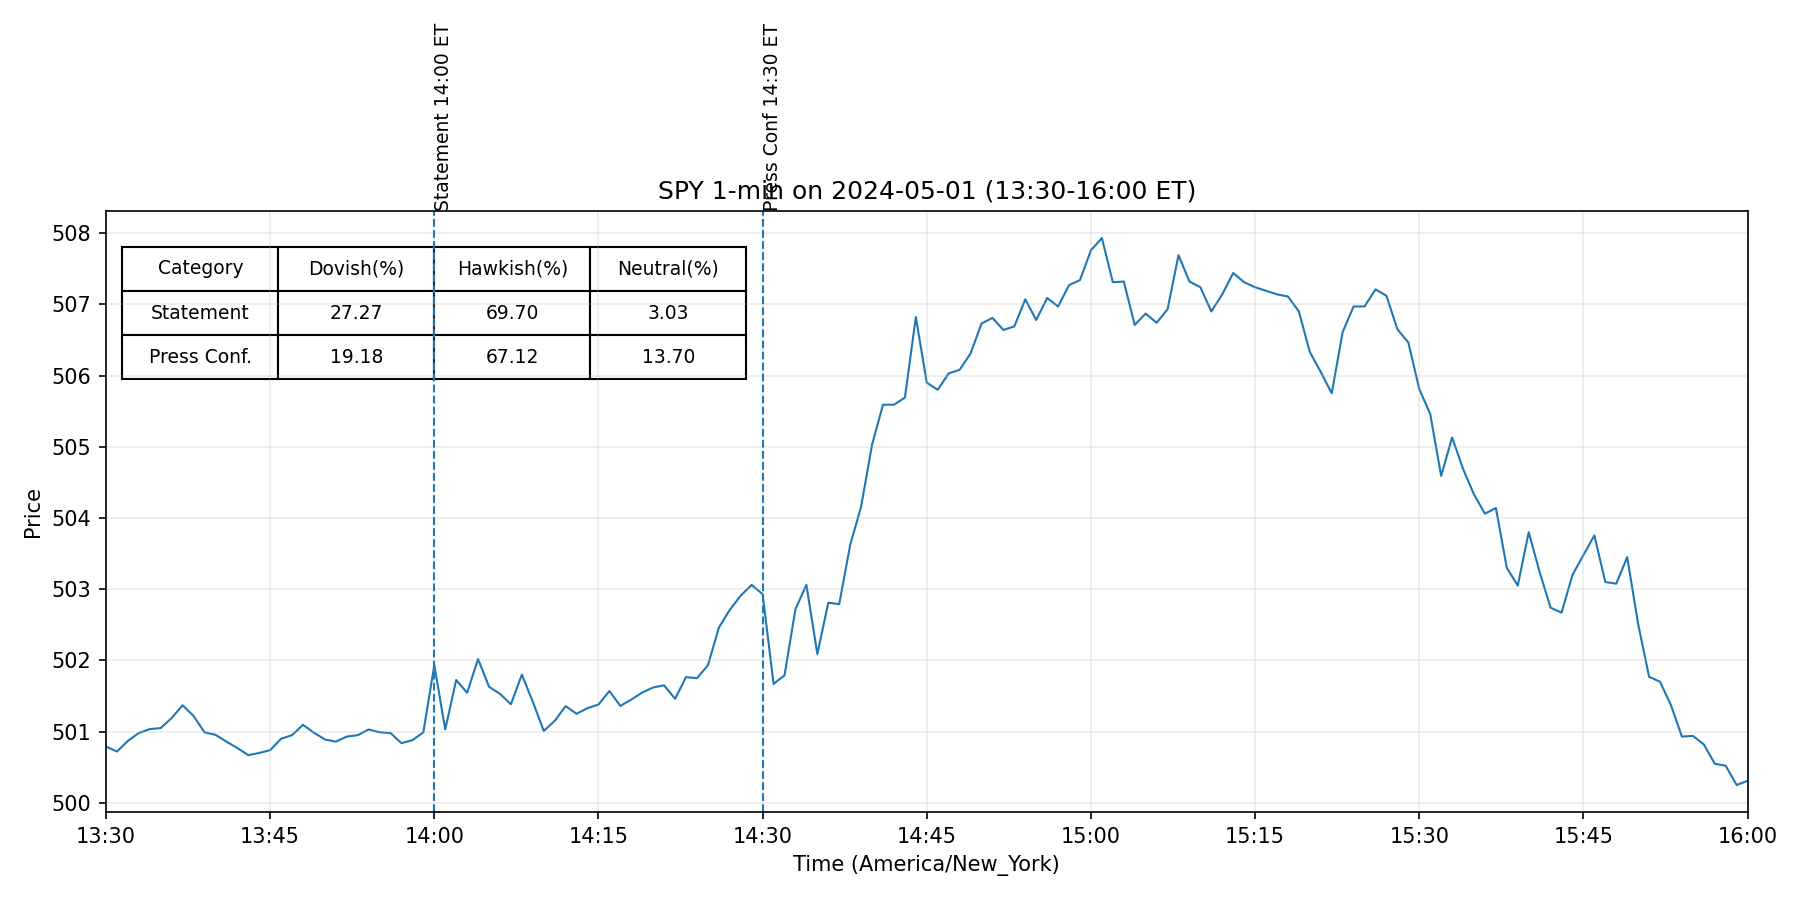 Statement 14:00 ET
Press Conf 14:30 ET
SPY 1-min on 2024-05-01 (13:30-16:00 ET)
Category Dovish(%) Hawkish(%) Neutral(%)
Statement 27.27 69.70 3.03
Press Conf. 19.18 67.12 13.70
Price
508
507
506
505
504
503
502
501
500
13:30 13:45 14:00 14:15 14:30 14:45 15:00 15:15 15:30 15:45 16:00
Time (America/New_York)